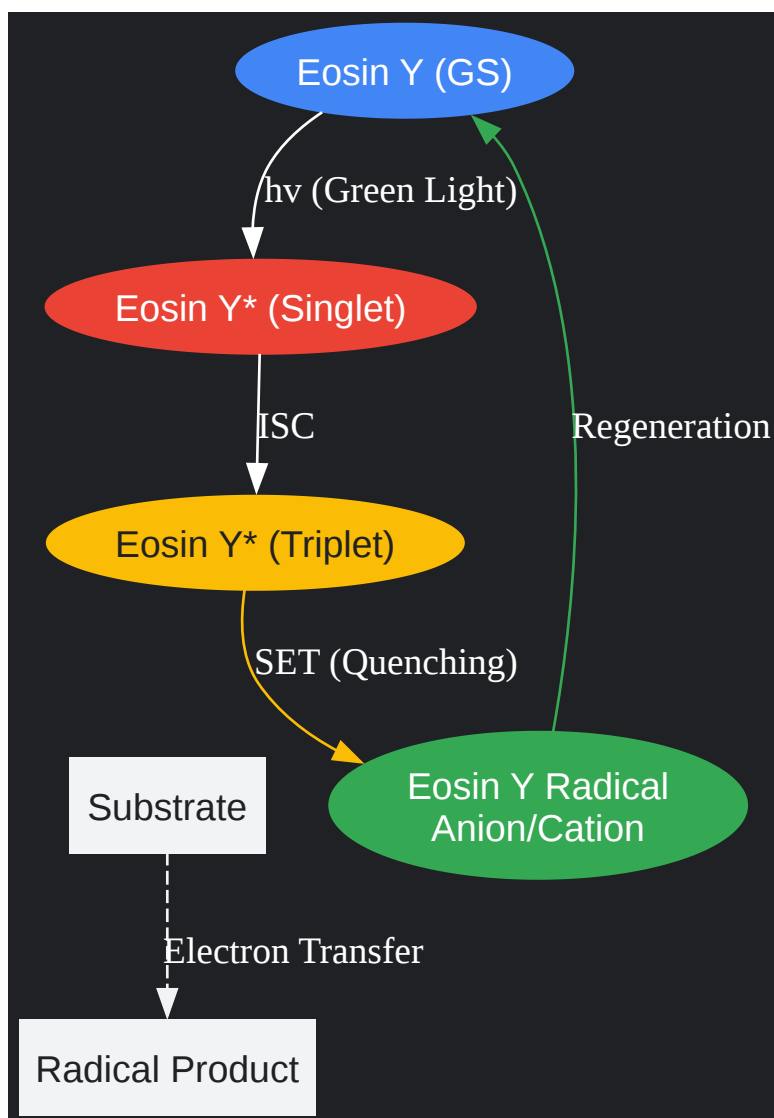 Eosin Y (GS)
hv (Green Light)
Eosin Y* (Singlet)
ISC
Regeneration
Eosin Y* (Triplet)
SET (Quenching)
Eosin Y Radical
Anion/Cation
Substrate
Electron Transfer
Radical Product